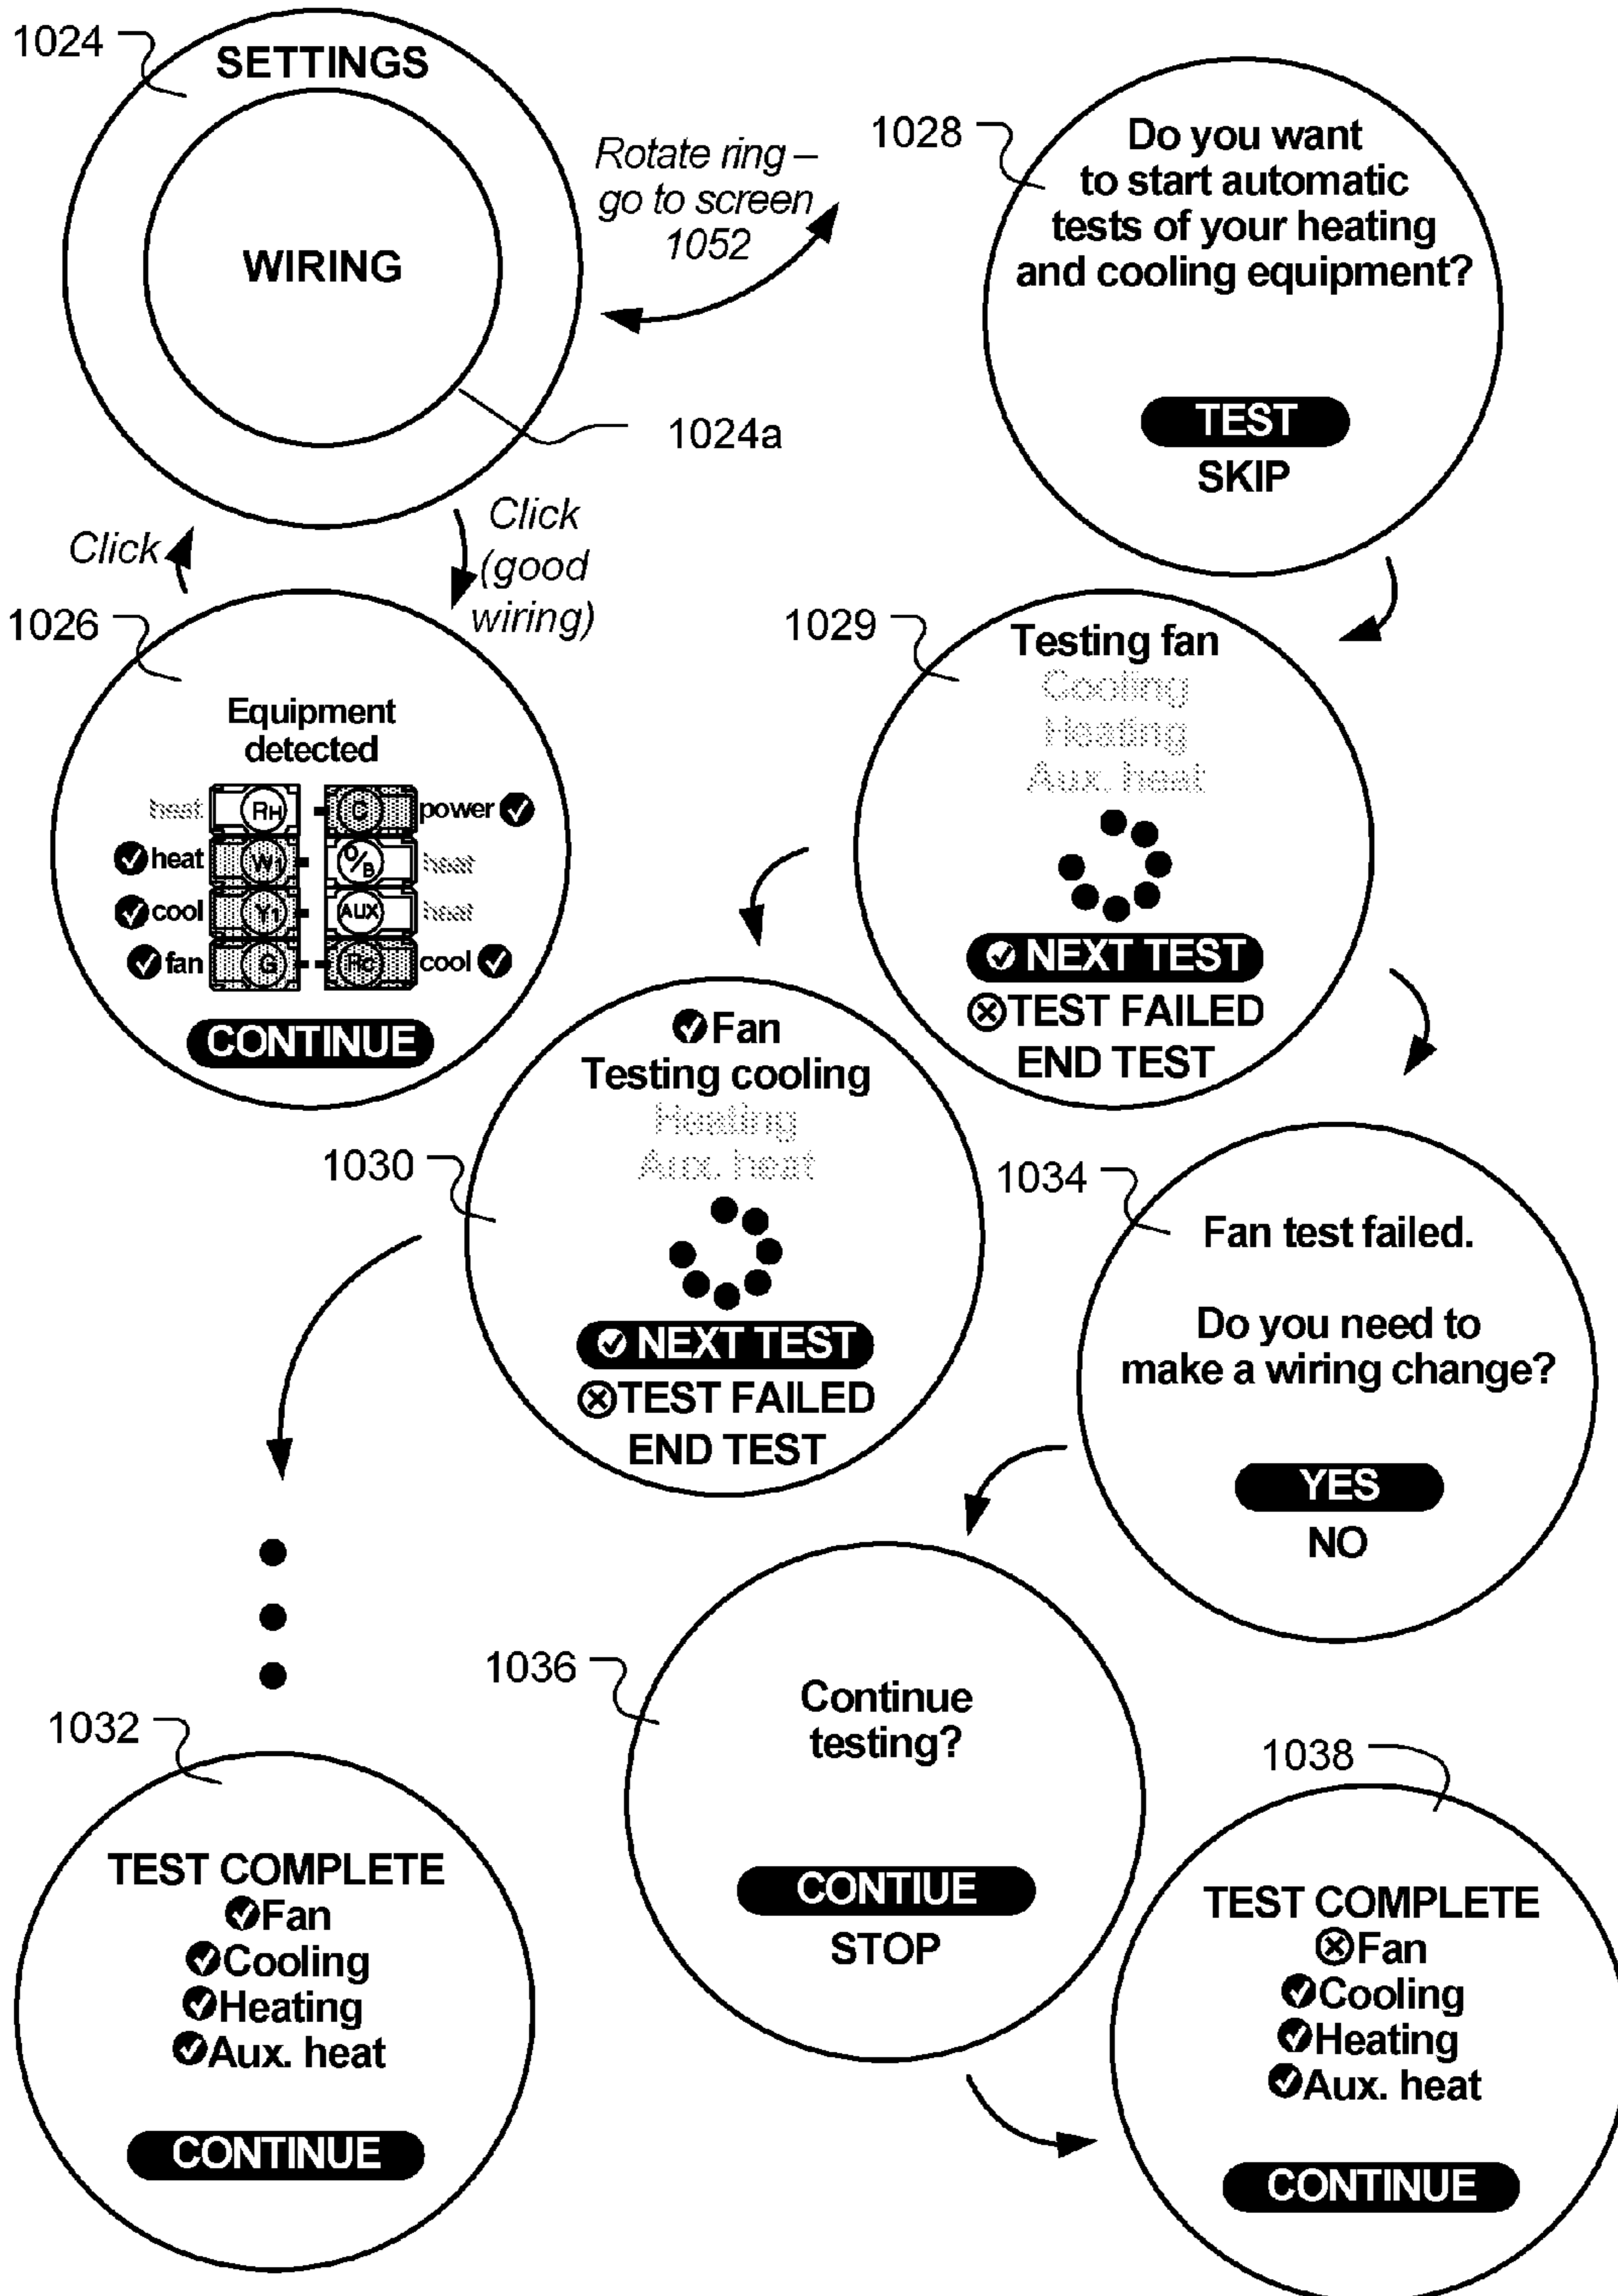 1024
SETTINGS
WIRING
1024a
Rotate ring –
go to screen
1052
1028
Do you want
to start automatic
tests of your heating
and cooling equipment?
TEST
SKIP
Click
Click
(good
wiring)
1026
Equipment
detected
heat RH C power
heat W1 O/B heat
cool Y1 AUX heat
fan G Rc cool
CONTINUE
1029
Testing fan
Cooling
Heating
Aux. heat
NEXT TEST
TEST FAILED
END TEST
1030
Fan
Testing cooling
Heating
Aux. heat
NEXT TEST
TEST FAILED
END TEST
1034
Fan test failed.
Do you need to
make a wiring change?
YES
NO
1036
Continue
testing?
CONTIUE
STOP
1032
TEST COMPLETE
Fan
Cooling
Heating
Aux. heat
CONTINUE
1038
TEST COMPLETE
Fan
Cooling
Heating
Aux. heat
CONTINUE